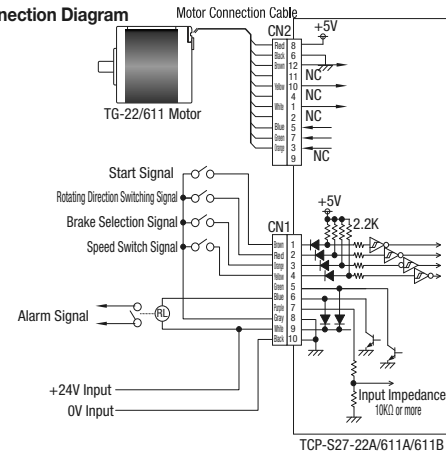 nection Diagram
Motor Connection Cable
CN2
+5V
Red 8
Black 6
Brown 12
11 NC
Yellow 10
4 NC
White 1
2 NC
Blue 5
Green 7
Orange 3
9 NC
TG-22/611 Motor
Start Signal
Rotating Direction Switching Signal
Brake Selection Signal
Speed Switch Signal
+5V
2.2K
CN1
Brown 1
Red 2
Orange 3
Yellow 4
Green 5
Blue 6
Purple 7
Gray 8
White 9
Black 10
Alarm Signal
RL
+24V Input
0V Input
Input Impedance
10KΩ or more
TCP-S27-22A/611A/611B